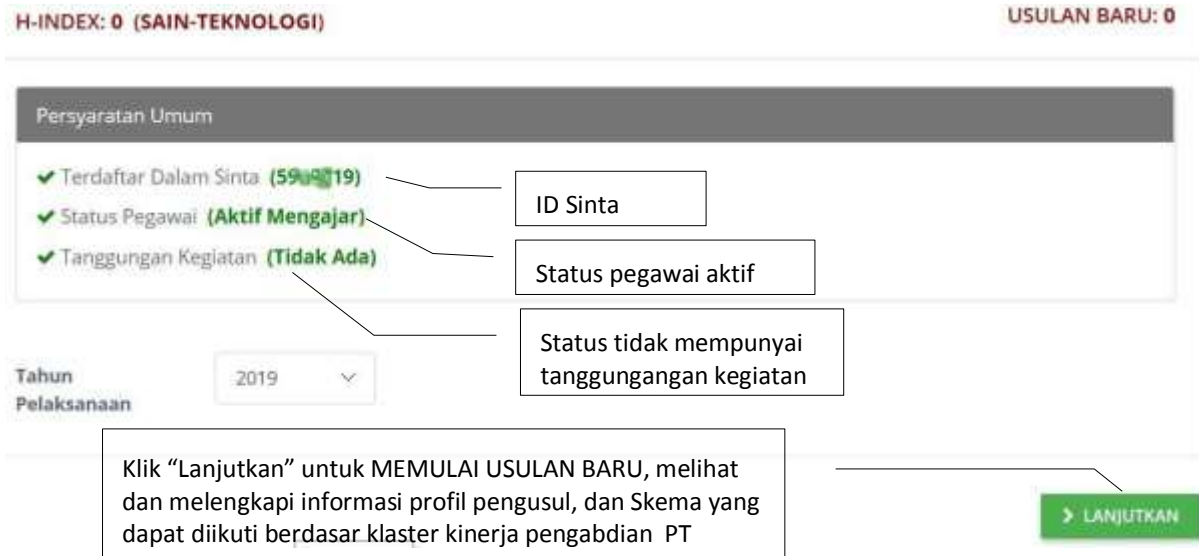 H-INDEX: 0 (SAIN-TEKNOLOGI)
USULAN BARU: 0
Persyaratan Umum
Terdaftar Dalam Sinta
ID Sinta
Status Pegawai (Aktif Mengajar)
Status pegawai aktif
Tanggungan Kegiatan (Tidak Ada)
Status tidak mempunyai
tanggungangan kegiatan
Tahun
Pelaksanaan
2019
Klik “Lanjutkan” untuk MEMULAI USULAN BARU, melihat
dan melengkapi informasi profil pengusul, dan Skema yang
dapat diikuti berdasar klaster kinerja pengabdian PT
> LANJUTKAN